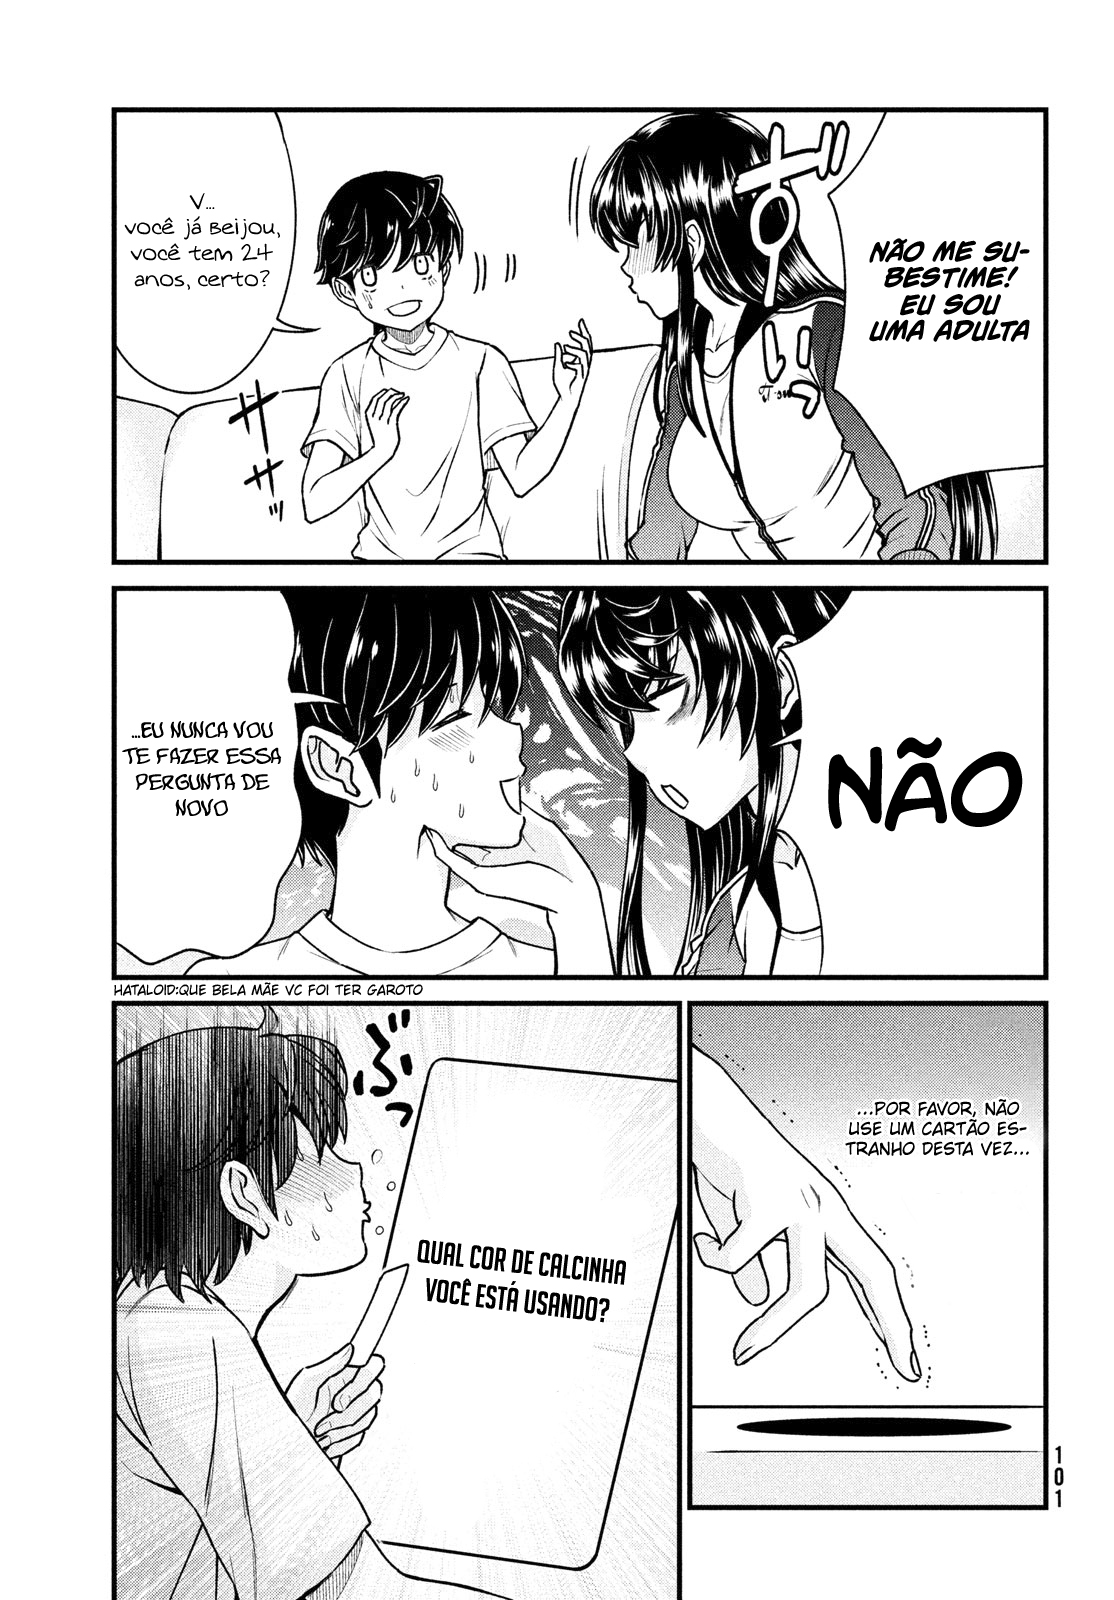 NÃO ME SU-
BESTIME!
EU SOU
UMA ADULTA
V...
você já beijou,
você tem 24
anos, certo?
NÃO
...EU NUNCA VOU
TE FAZER ESSA
PERGUNTA DE
NOVO
HATALOID:QUE BELA MÃE VC FOI TER GAROTO
...POR FAVOR, NÃO
USE UM CARTÃO ES-
TRANHO DESTA VEZ...
ぶっ
QUAL COR DE CALCINHA
VOCÊ ESTÁ USANDO?
101